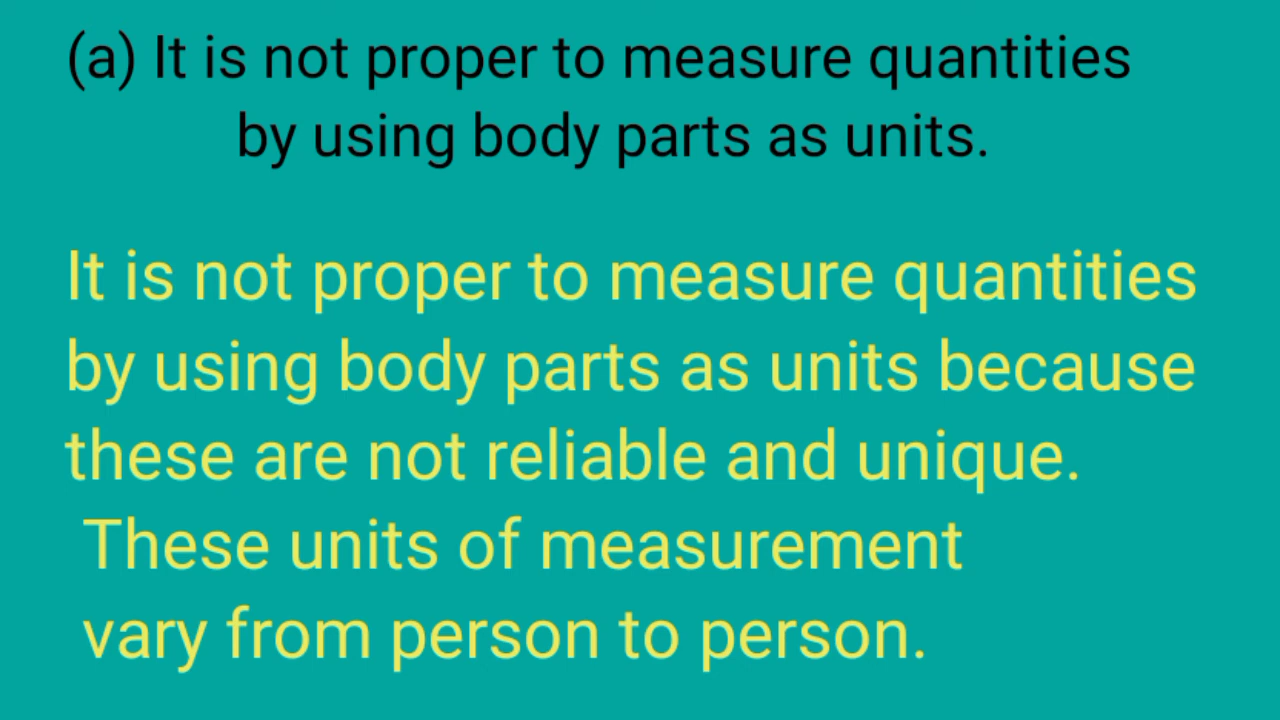 (a) It is not proper to measure quantities
by using body parts as units.
It is not proper to measure quantities
by using body parts as units because
these are not reliable and unique.
These units of measurement
vary from person to person.